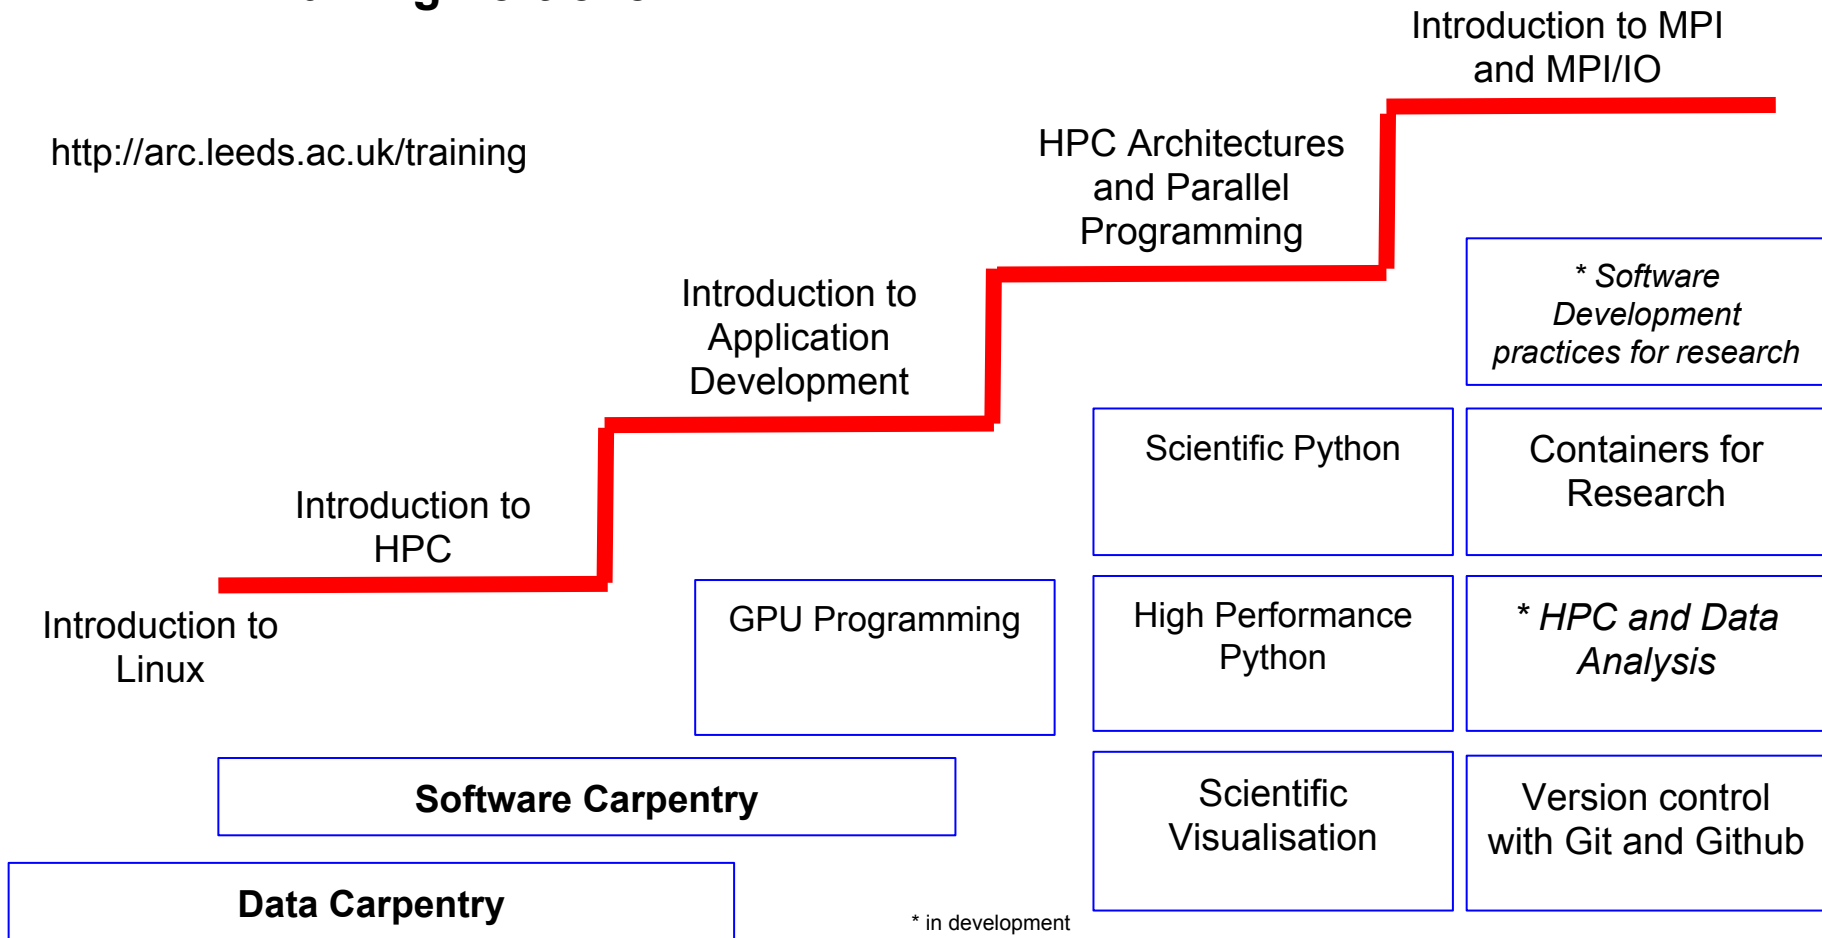 Introduction to MPI
and MPI/IO
http://arc.leeds.ac.uk/training
HPC Architectures
and Parallel
Programming
* Software
Development
practices for research
Introduction to
Application
Development
Scientific Python
Containers for
Research
Introduction to
HPC
GPU Programming
High Performance
Python
* HPC and Data
Analysis
Introduction to
Linux
Software Carpentry
Scientific
Visualisation
Version control
with Git and Github
Data Carpentry
* in development